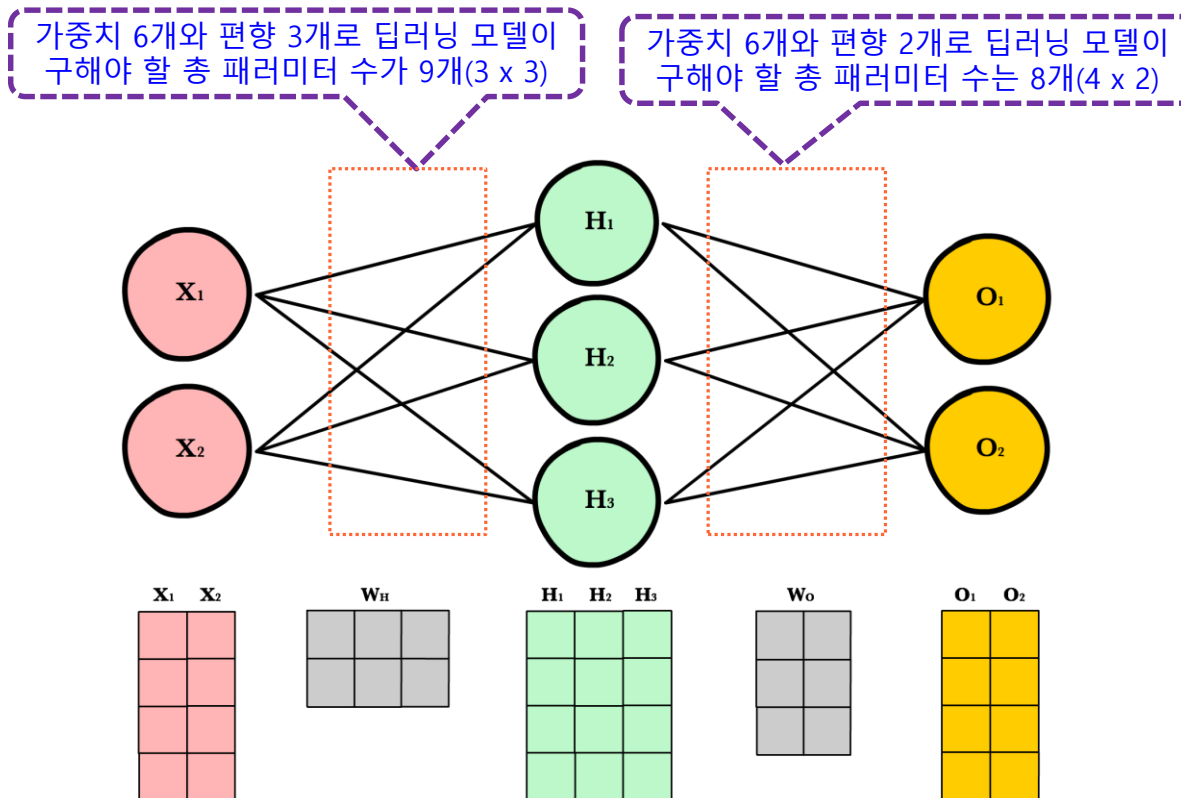 가중치 6개와 편향 3개로 딥러닝 모델이
구해야 할 총 패러미터 수가 9개(3 x 3)
가중치 6개와 편향 2개로 딥러닝 모델이
구해야 할 총 패러미터 수는 8개(4 x 2)
H₁
X₁
O₁
H₂
X₂
O₂
H₃
X₁ X₂
W_H
H₁ H₂ H₃
W_O
O₁ O₂